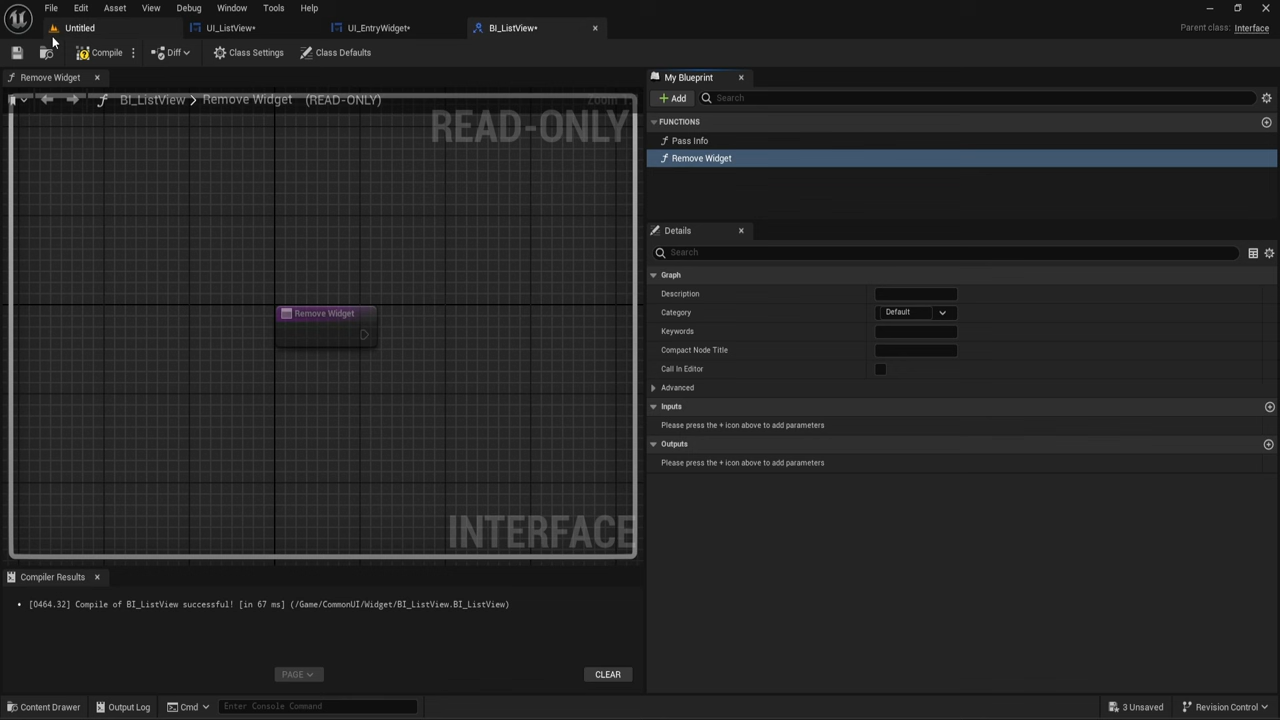 File Edit Asset View Debug Window Tools Help
Untitled UI_ListView* UI_EntryWidget* BI_ListView* Parent class: Interface
Compile Diff Class Settings Class Defaults
Remove Widget
BI_ListView Remove Widget (READ-ONLY)
READ-ONLY
Remove Widget
INTERFACE
Compiler Results
• [0464.32] Compile of BI_ListView successful! [in 67 ms] (/Game/CommonUI/Widget/BI_ListView.BI_ListView)
PAGE CLEAR
My Blueprint
Add Search
FUNCTIONS
Pass Info
Remove Widget
Details
Search
Graph
Description
Category Default
Keywords
Compact Node Title
Call In Editor
Advanced
Inputs
Please press the + icon above to add parameters
Outputs
Please press the + icon above to add parameters
Content Drawer Output Log Cmd Enter Console Command 3 Unsaved Revision Control